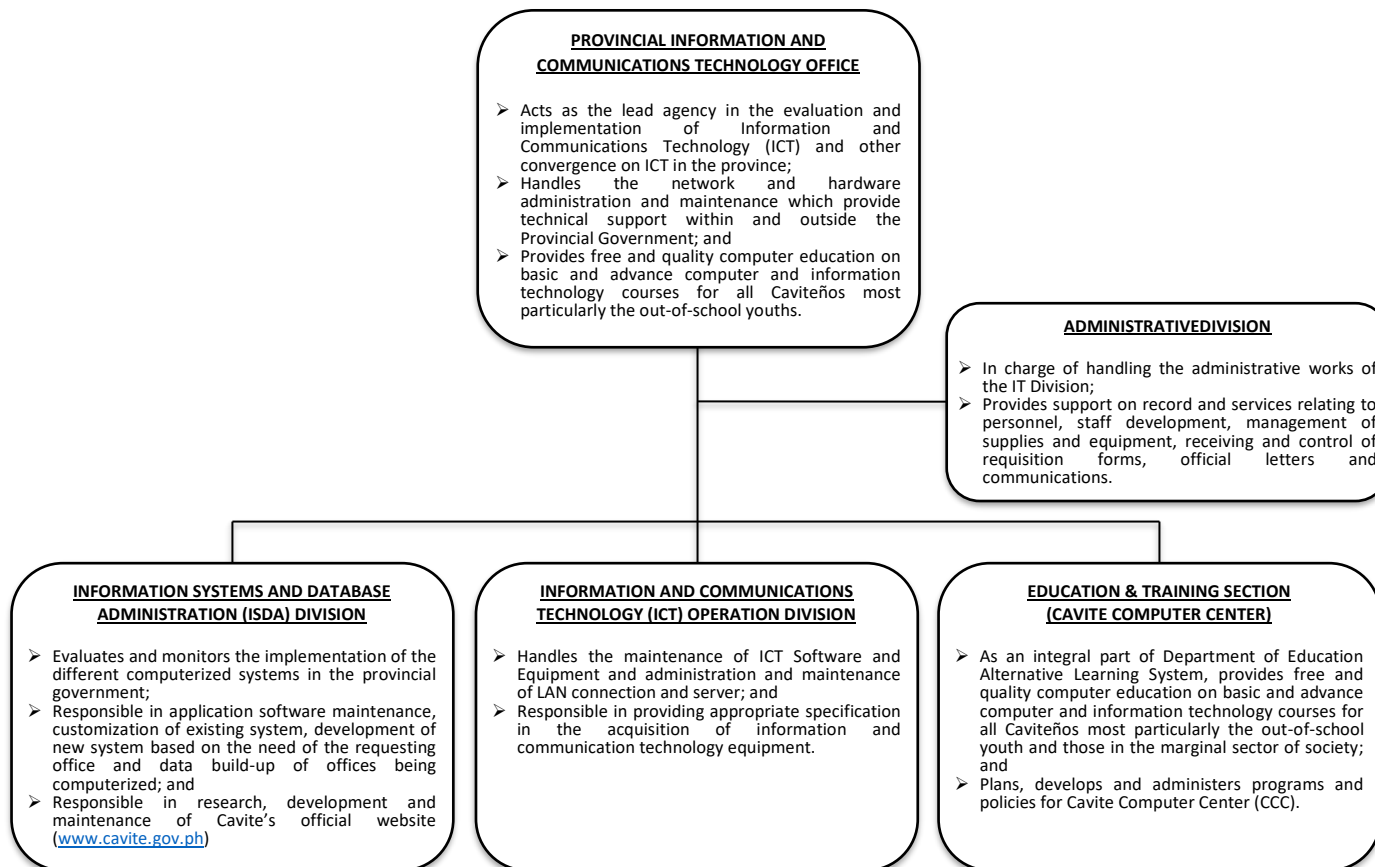 PROVINCIAL INFORMATION AND
COMMUNICATIONS TECHNOLOGY OFFICE
➢ Acts as the lead agency in the evaluation and
implementation of Information and
Communications Technology (ICT) and other
convergence on ICT in the province;
➢ Handles the network and hardware
administration and maintenance which provide
technical support within and outside the
Provincial Government; and
➢ Provides free and quality computer education on
basic and advance computer and information
technology courses for all Caviteños most
particularly the out-of-school youths.
ADMINISTRATIVEDIVISION
➢ In charge of handling the administrative works of
the IT Division;
➢ Provides support on record and services relating to
personnel, staff development, management of
supplies and equipment, receiving and control of
requisition forms, official letters and
communications.
INFORMATION SYSTEMS AND DATABASE
ADMINISTRATION (ISDA) DIVISION
➢ Evaluates and monitors the implementation of the
different computerized systems in the provincial
government;
➢ Responsible in application software maintenance,
customization of existing system, development of
new system based on the need of the requesting
office and data build-up of offices being
computerized; and
➢ Responsible in research, development and
maintenance of Cavite’s official website
(www.cavite.gov.ph)
INFORMATION AND COMMUNICATIONS
TECHNOLOGY (ICT) OPERATION DIVISION
➢ Handles the maintenance of ICT Software and
Equipment and administration and maintenance
of LAN connection and server; and
➢ Responsible in providing appropriate specification
in the acquisition of information and
communication technology equipment.
EDUCATION & TRAINING SECTION
(CAVITE COMPUTER CENTER)
➢ As an integral part of Department of Education
Alternative Learning System, provides free and
quality computer education on basic and advance
computer and information technology courses for
all Caviteños most particularly the out-of-school
youth and those in the marginal sector of society;
and
➢ Plans, develops and administers programs and
policies for Cavite Computer Center (CCC).